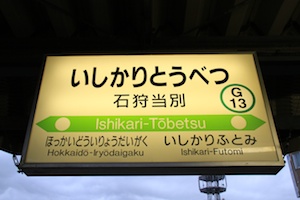 いしかりとうべつ
石狩当別
G
13
Ishikari-Tōbetsu
ほっかいどういりょうだいがく
Hokkaidō-Iryōdaigaku
いしかりふとみ
Ishikari-Futomi